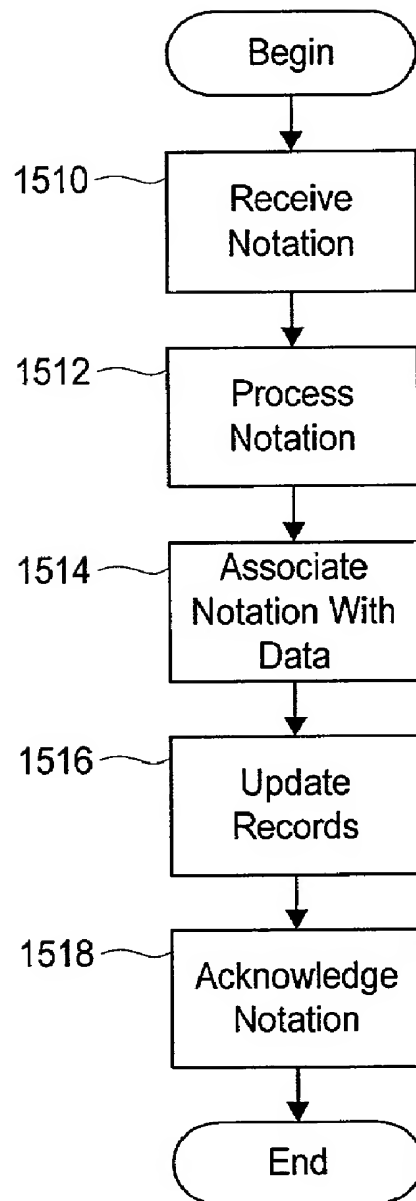 Begin
1510
Receive
Notation
1512
Process
Notation
1514
Associate
Notation With
Data
1516
Update
Records
1518
Acknowledge
Notation
End